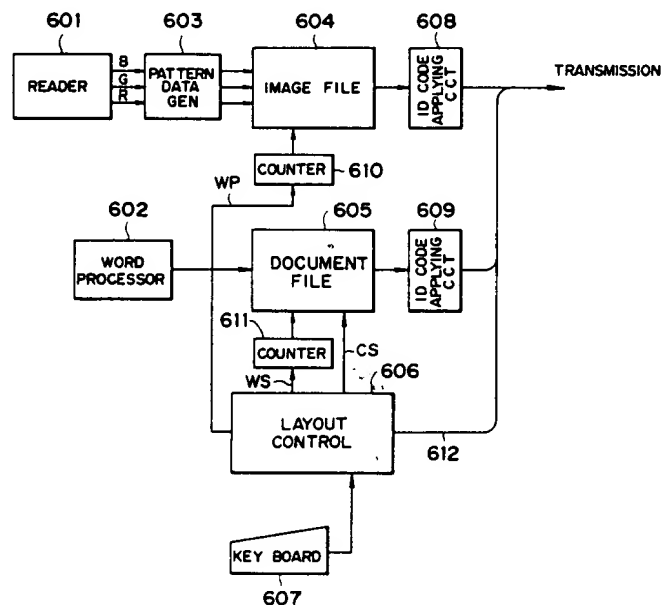 601
603
604
608
READER
B
G
R
PATTERN
DATA
GEN
IMAGE FILE
ID CODE
APPLYING
CCT
TRANSMISSION
COUNTER
610
WP
602
605
609
WORD
PROCESSOR
DOCUMENT
FILE
ID CODE
APPLYING
CCT
611
COUNTER
CS
WS
606
LAYOUT
CONTROL
612
KEY BOARD
607